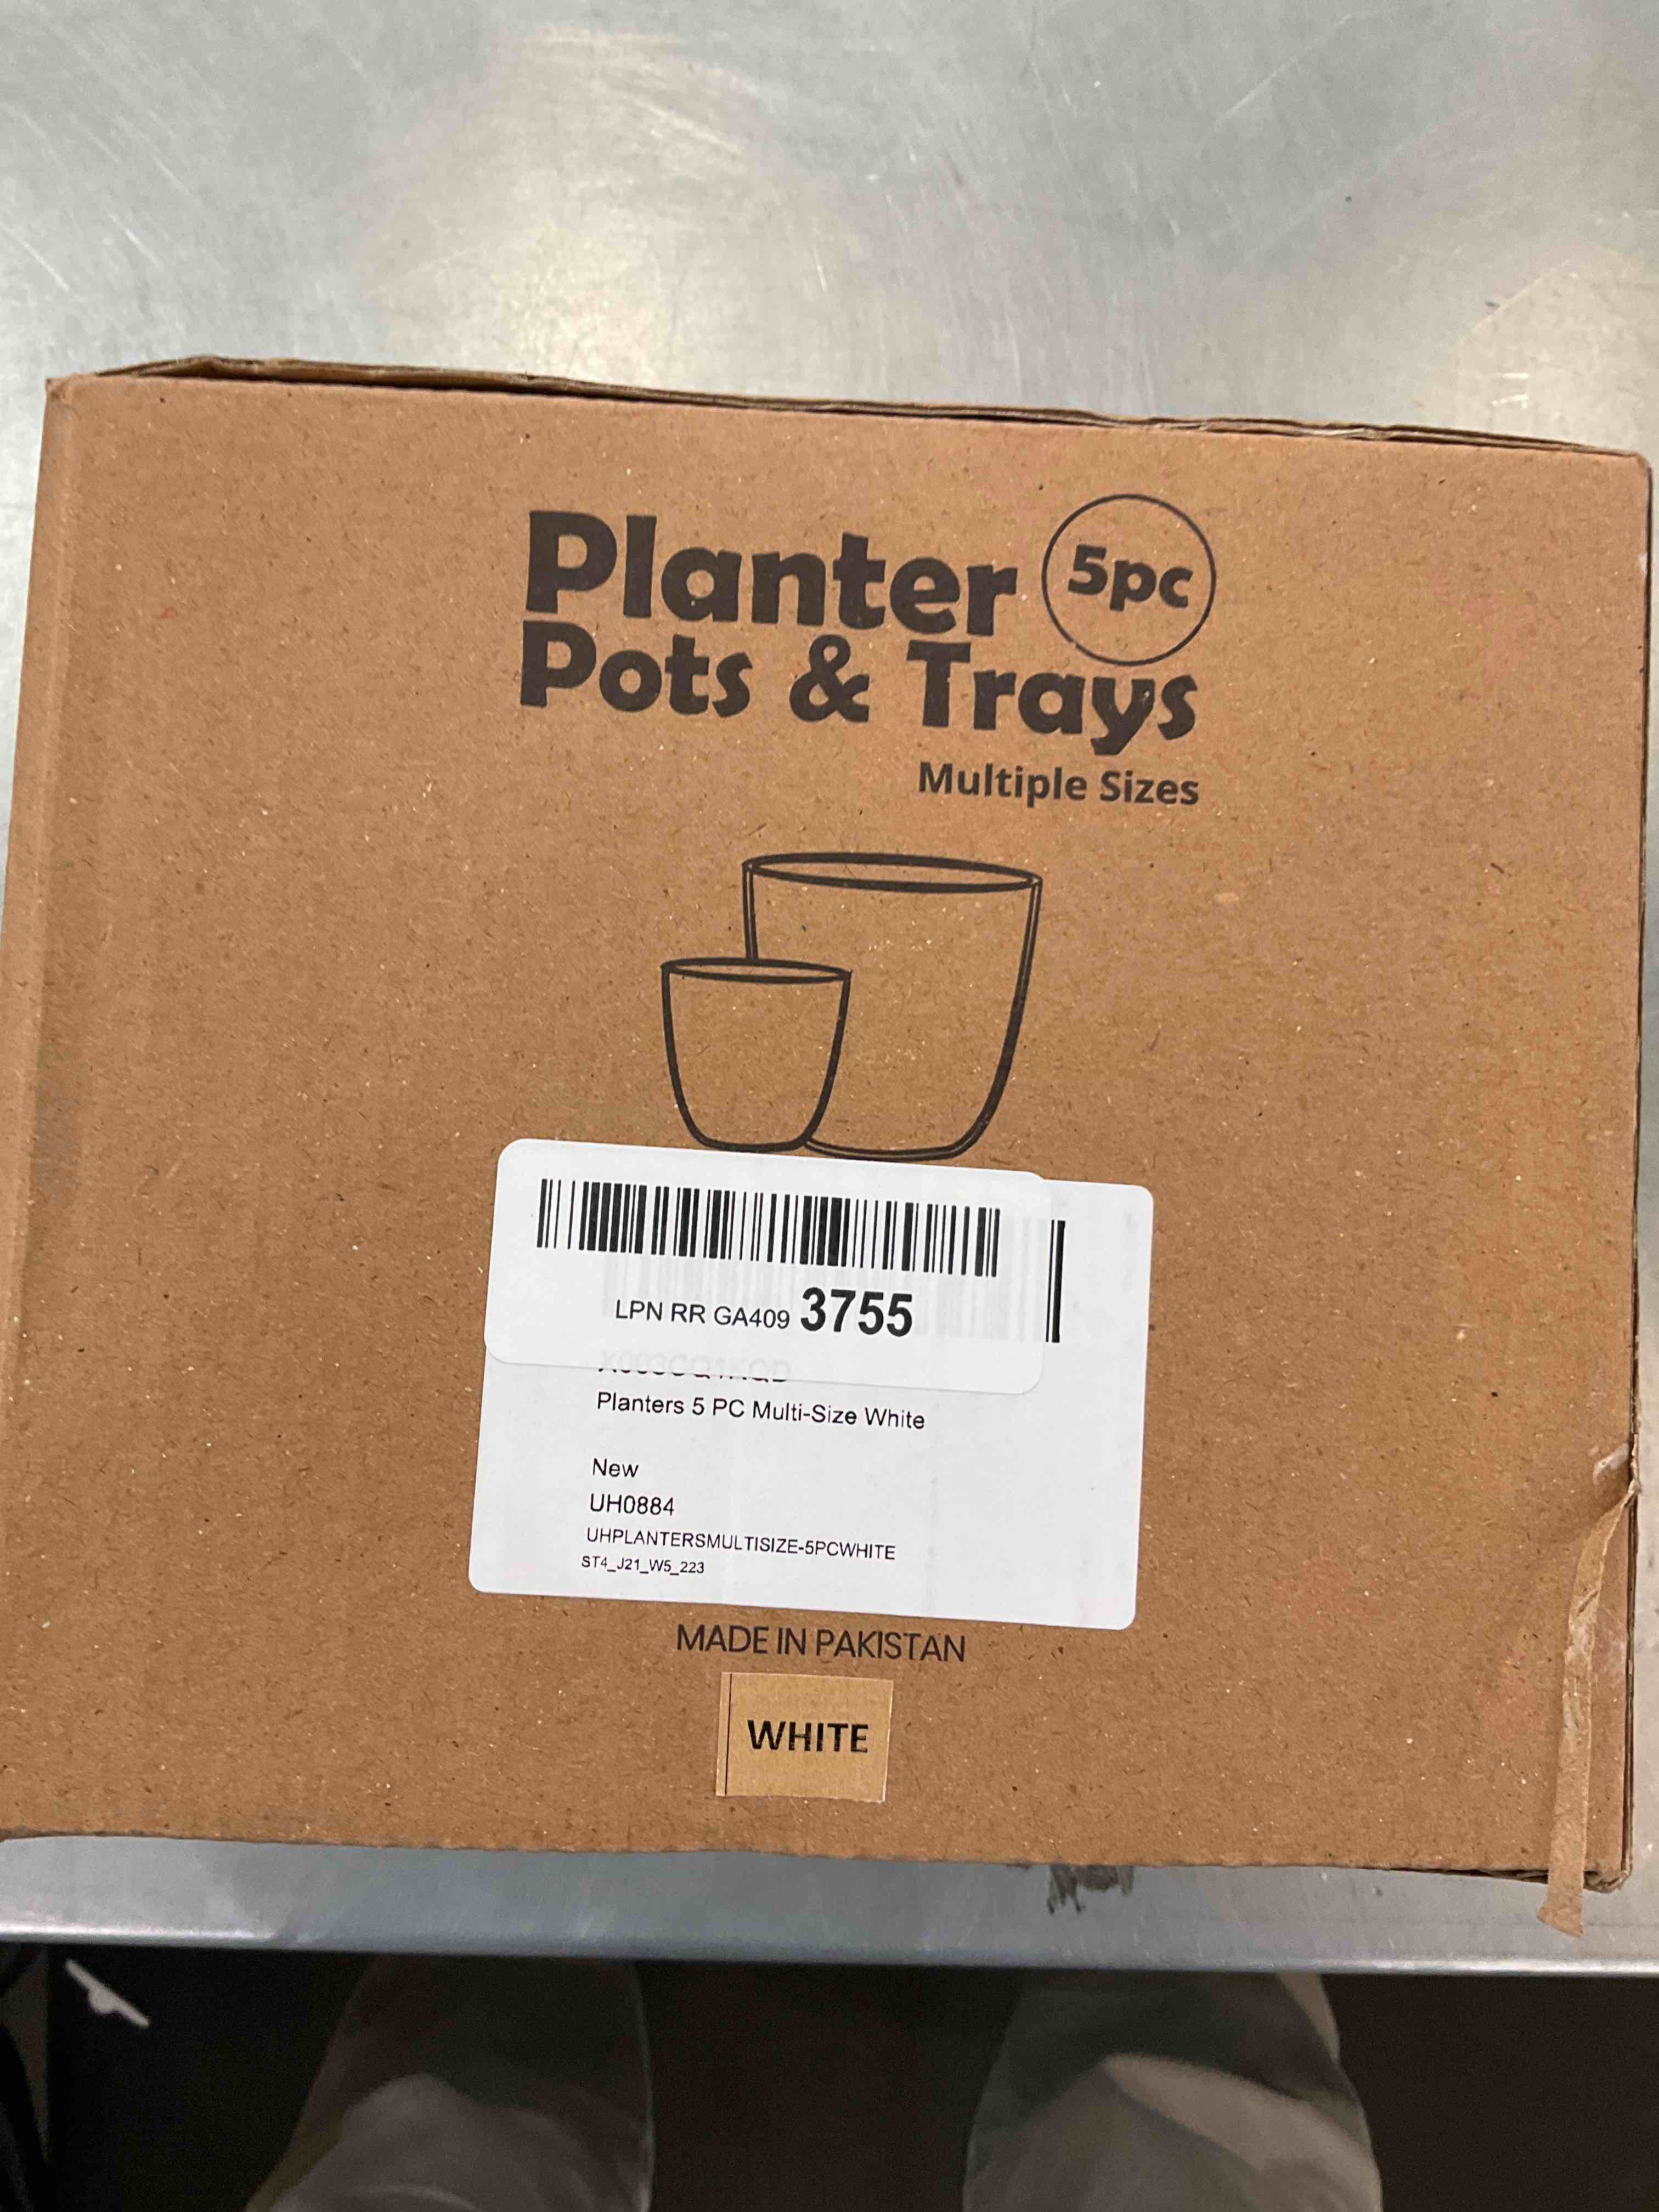 Planter 5pc
Pots & Trays
Multiple Sizes
LPN RR GA409 3755
Planters 5 PC Multi-Size White
New
UH0884
UHPLANTERSMULTISIZE-5PCWHITE
ST4_J21_W5_223
MADE IN PAKISTAN
WHITE